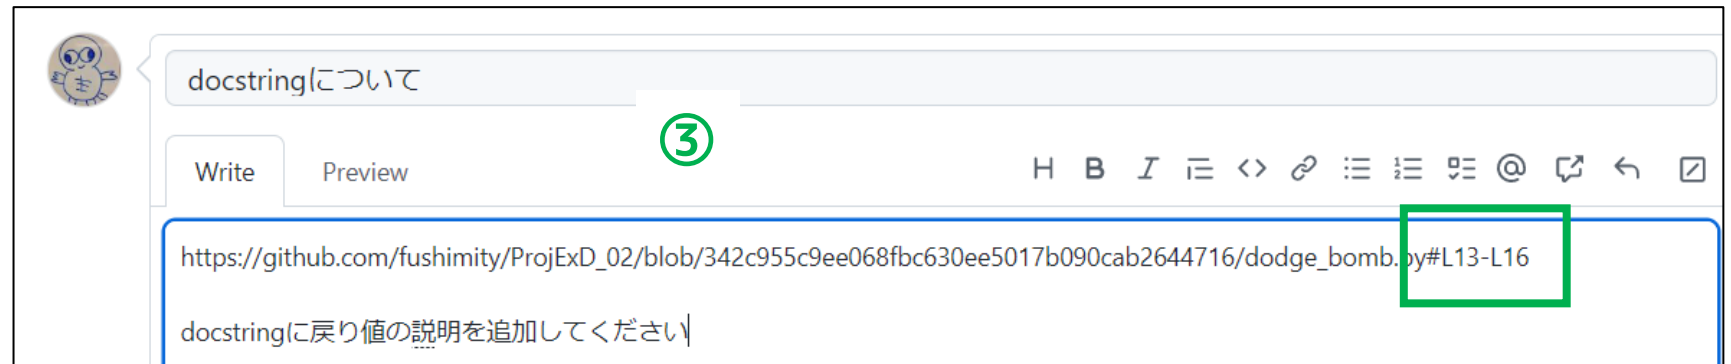 docstringについて
③
Write Preview
https://github.com/fushimity/ProjExD_02/blob/342c955c9ee068fbc630ee5017b090cab2644716/dodge_bomb.py#L13-L16
docstringに戻り値の説明を追加してください